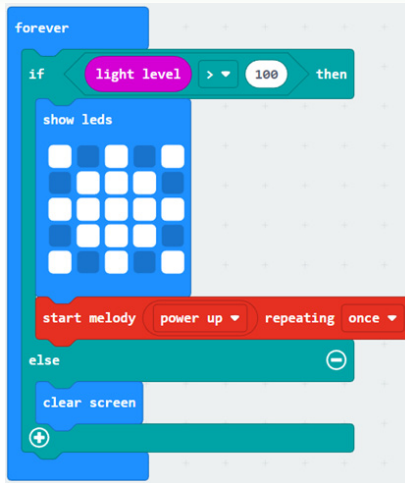 forever
if light level > 100 then
show leds
start melody power up repeating once
else
clear screen